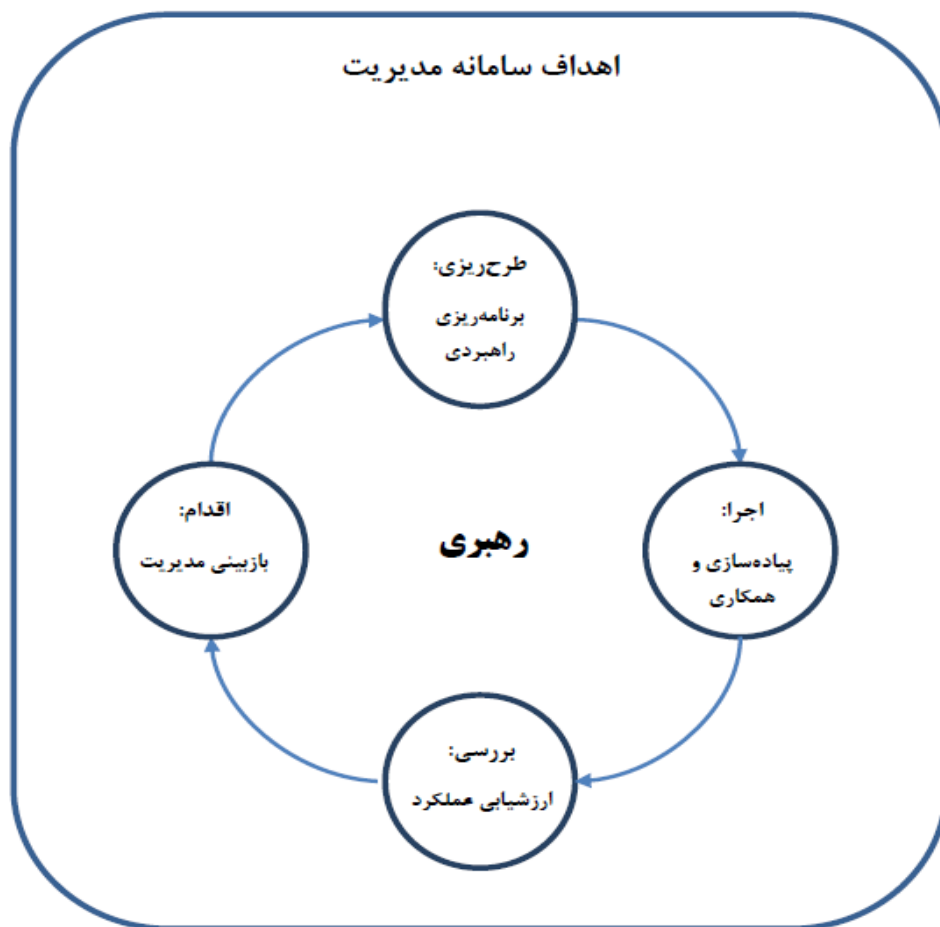 اهداف سامانه مدیریت
طرح‌ریزی:
برنامه‌ریزی
راهبردی
اجرا:
پیاده‌سازی و
همکاری
رهبری
اقدام:
بازبینی مدیریت
بررسی:
ارزشیابی عملکرد